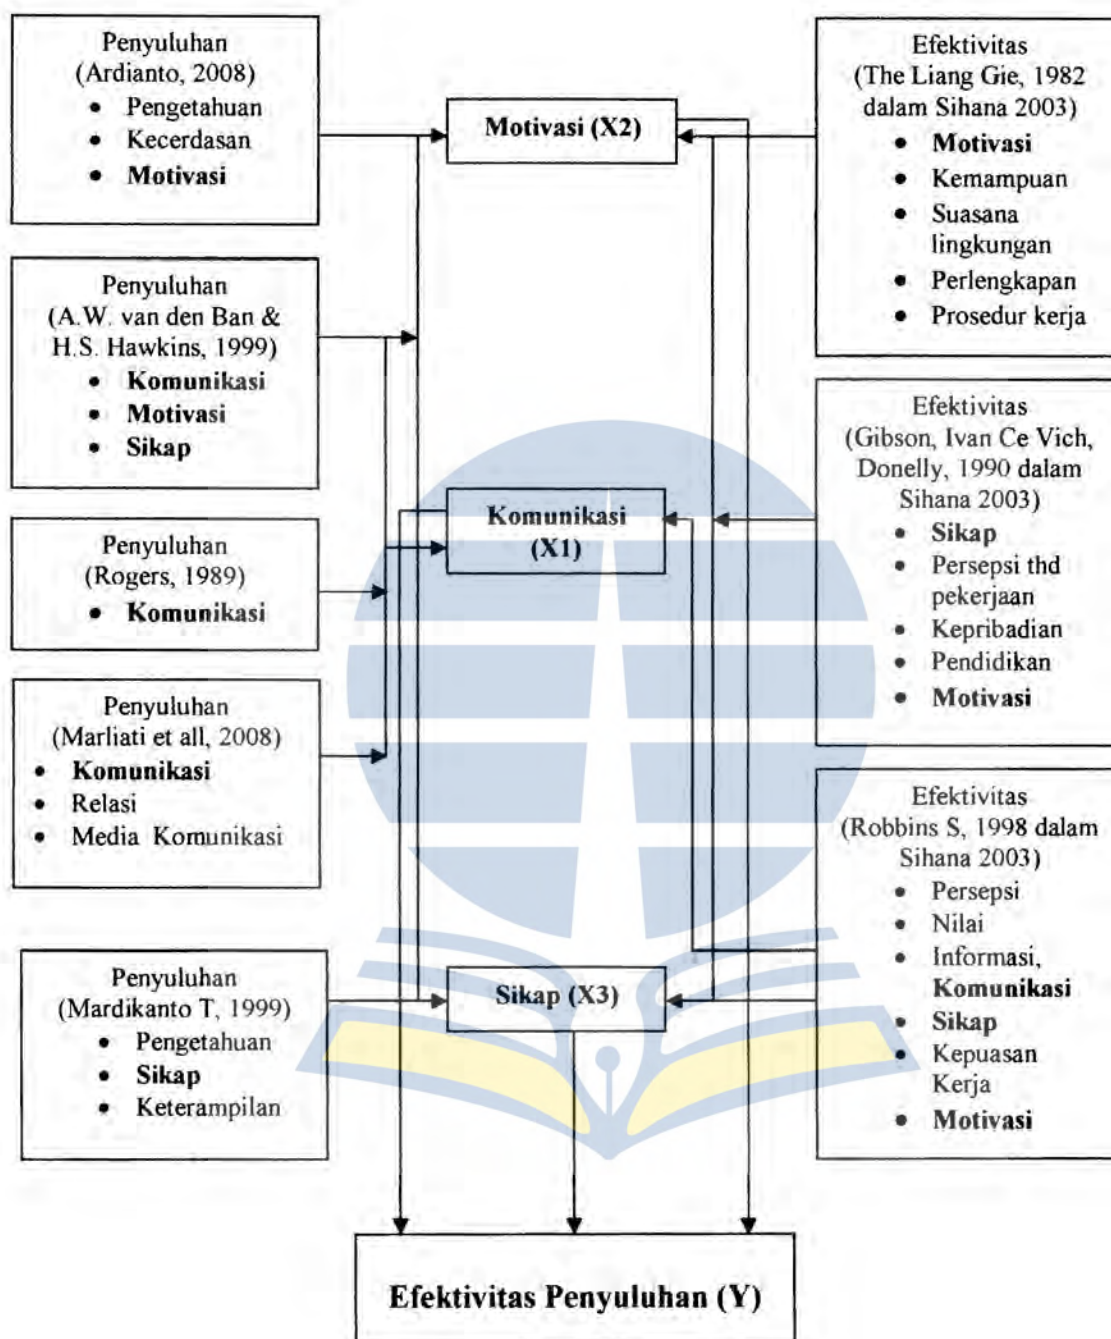 Penyuluhan
(Ardianto, 2008)
• Pengetahuan
• Kecerdasan
• Motivasi
Penyuluhan
(A.W. van den Ban &
H.S. Hawkins, 1999)
• Komunikasi
• Motivasi
• Sikap
Penyuluhan
(Rogers, 1989)
• Komunikasi
Penyuluhan
(Marliati et all, 2008)
• Komunikasi
• Relasi
• Media Komunikasi
Penyuluhan
(Mardikanto T, 1999)
• Pengetahuan
• Sikap
• Keterampilan
Motivasi (X2)
Komunikasi
(X1)
Sikap (X3)
Efektivitas
(The Liang Gie, 1982
dalam Sihana 2003)
• Motivasi
• Kemampuan
• Suasana
lingkungan
• Perlengkapan
• Prosedur kerja
Efektivitas
(Gibson, Ivan Ce Vich,
Donelly, 1990 dalam
Sihana 2003)
• Sikap
• Persepsi thd
pekerjaan
• Kepribadian
• Pendidikan
• Motivasi
Efektivitas
(Robbins S, 1998 dalam
Sihana 2003)
• Persepsi
• Nilai
• Informasi,
Komunikasi
• Sikap
• Kepuasan
Kerja
• Motivasi
Efektivitas Penyuluhan (Y)